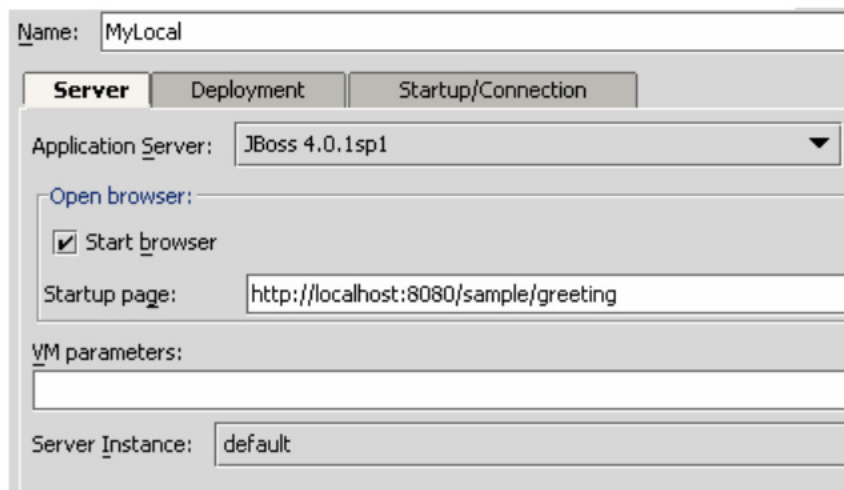 Name: MyLocal
Server Deployment Startup/Connection
Application Server: JBoss 4.0.1sp1
Open browser:
Start browser
Startup page: http://localhost:8080/sample/greeting
VM parameters:
Server Instance: default